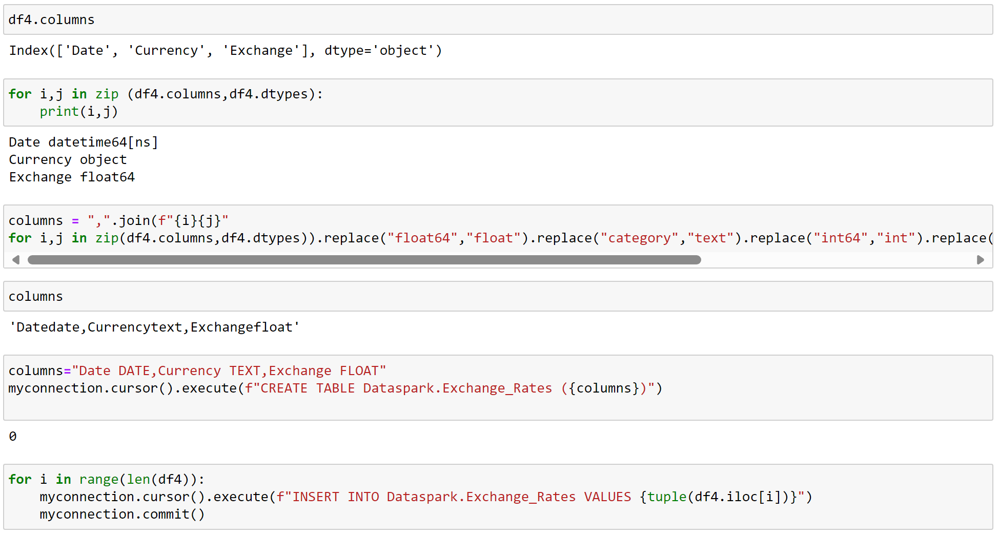 df4.columns
Index(['Date', 'Currency', 'Exchange'], dtype='object')
for i,j in zip (df4.columns,df4.dtypes):
    print(i,j)
Date datetime64[ns]
Currency object
Exchange float64
columns = ",".join(f"{i}{j}"
for i,j in zip(df4.columns,df4.dtypes)).replace("float64","float").replace("category","text").replace("int64","int").replace(
columns
'Datedate,Currencytext,Exchangefloat'
columns="Date DATE,Currency TEXT,Exchange FLOAT"
myconnection.cursor().execute(f"CREATE TABLE Dataspark.Exchange_Rates ({columns})")
0
for i in range(len(df4)):
    myconnection.cursor().execute(f"INSERT INTO Dataspark.Exchange_Rates VALUES {tuple(df4.iloc[i])}")
    myconnection.commit()